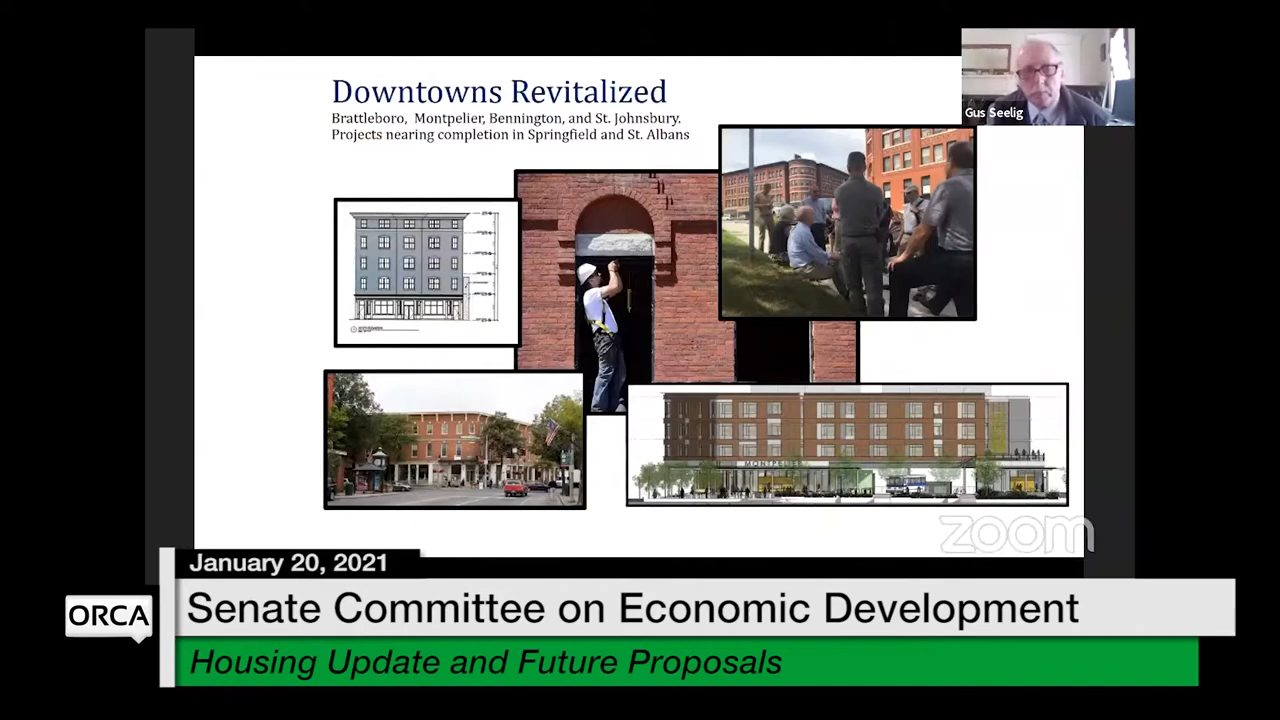 Downtowns Revitalized
Brattleboro, Montpelier, Bennington, and St. Johnsbury.
Projects nearing completion in Springfield and St. Albans
Gus Seelig
MONTPELIER
zoom
January 20, 2021
ORCA
Senate Committee on Economic Development
Housing Update and Future Proposals